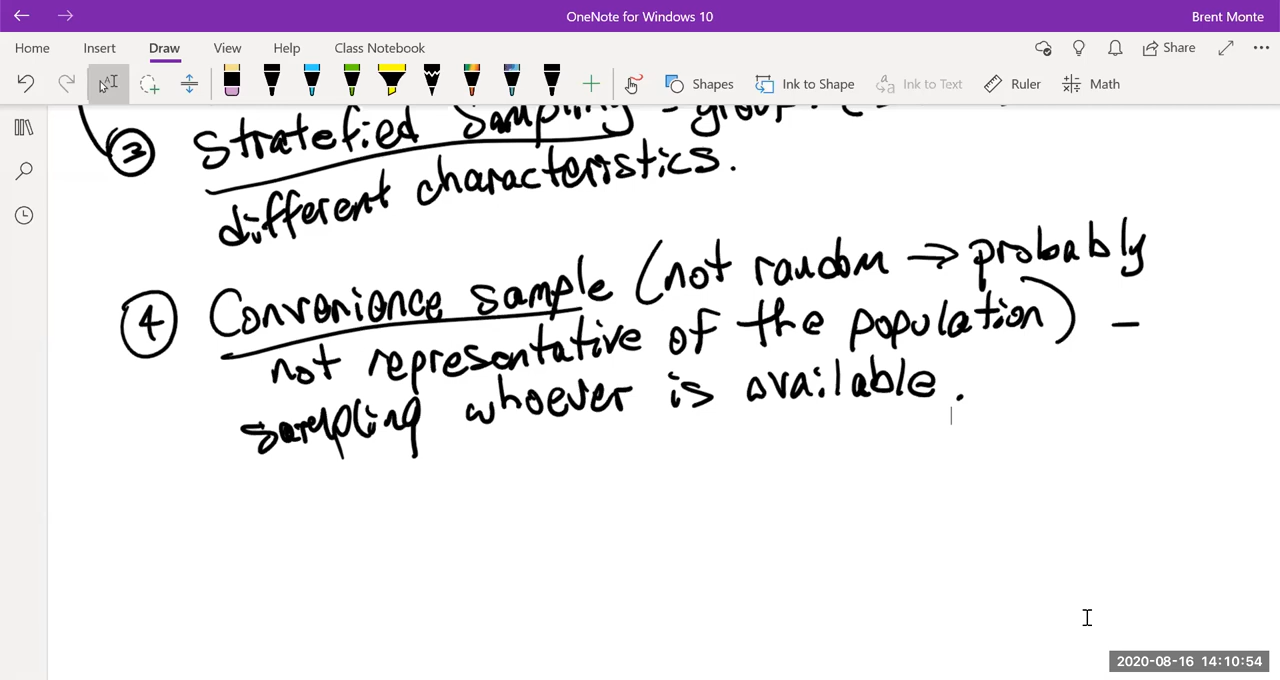 OneNote for Windows 10
Brent Monte
Home Insert Draw View Help Class Notebook Share
Shapes Ink to Shape Ink to Text Ruler Math
③ Stratefied Sampling - group
different characteristics.
④ Convenience sample (not random → probably
not representative of the population) –
sampling whoever is available.
2020-08-16 14:10:54